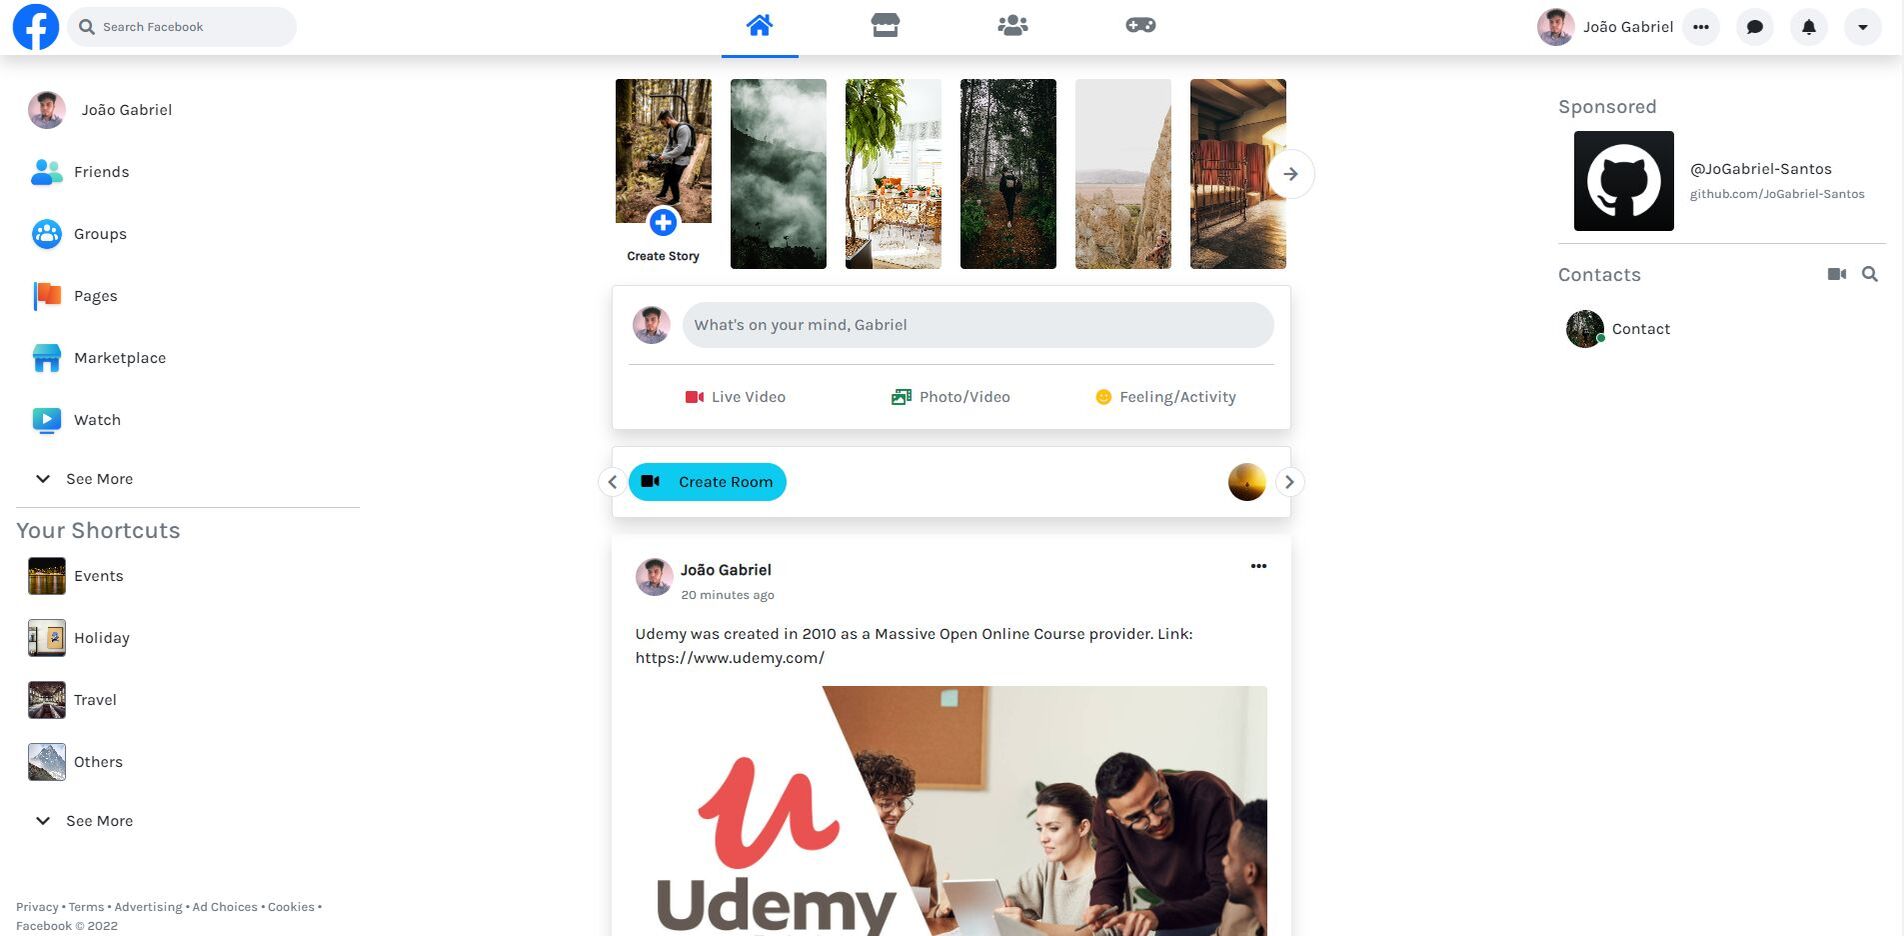 Search Facebook
João Gabriel
João Gabriel
Friends
Groups
Pages
Marketplace
Watch
See More
Your Shortcuts
Events
Holiday
Travel
Others
See More
Privacy • Terms • Advertising • Ad Choices • Cookies •
Facebook © 2022
Create Story
What's on your mind, Gabriel
Live Video
Photo/Video
Feeling/Activity
Create Room
João Gabriel
20 minutes ago
Udemy was created in 2010 as a Massive Open Online Course provider. Link:
https://www.udemy.com/
Udemy
Sponsored
@JoGabriel-Santos
github.com/JoGabriel-Santos
Contacts
Contact